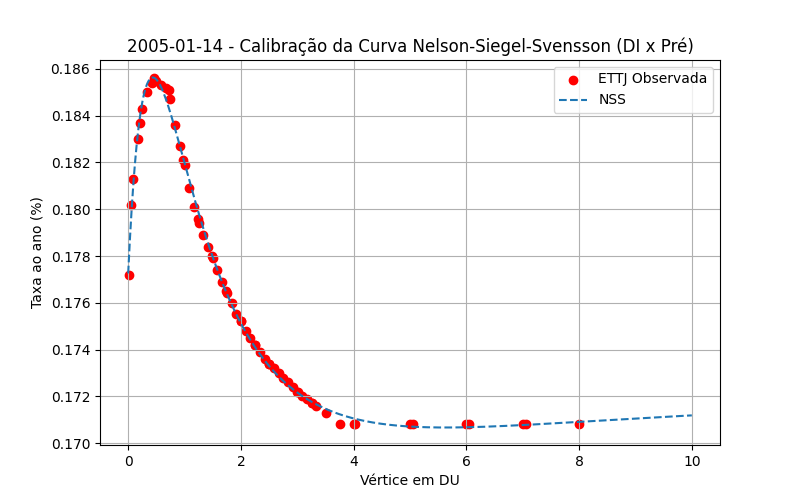 2005-01-14 - Calibração da Curva Nelson-Siegel-Svensson (DI x Pré)
ETTJ Observada
NSS
Taxa ao ano (%)
0.186
0.184
0.182
0.180
0.178
0.176
0.174
0.172
0.170
0 2 4 6 8 10
Vértice em DU